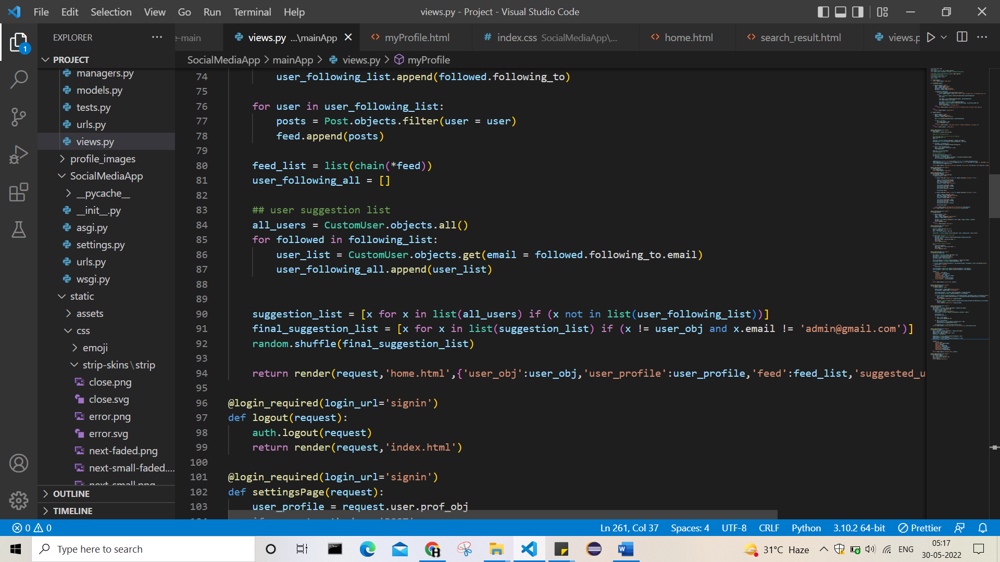 File Edit Selection View Go Run Terminal Help
views.py - Project - Visual Studio Code
EXPLORER
e-main
views.py ...\mainApp
myProfile.html
index.css SocialMediaApp\...
home.html
search_result.html
views.p
1
PROJECT
managers.py
models.py
tests.py
urls.py
views.py
profile_images
SocialMediaApp
__pycache__
__init__.py
asgi.py
settings.py
urls.py
wsgi.py
static
assets
css
emoji
strip-skins\strip
close.png
close.svg
error.png
error.svg
next-faded.png
next-small-faded....
next-small.png
OUTLINE
TIMELINE
SocialMediaApp > mainApp > views.py > myProfile
74 user_following_list.append(followed.following_to)
75
76 for user in user_following_list:
77 posts = Post.objects.filter(user = user)
78 feed.append(posts)
79
80 feed_list = list(chain(*feed))
81 user_following_all = []
82
83 ## user suggestion list
84 all_users = CustomUser.objects.all()
85 for followed in following_list:
86 user_list = CustomUser.objects.get(email = followed.following_to.email)
87 user_following_all.append(user_list)
88
89
90 suggestion_list = [x for x in list(all_users) if (x not in list(user_following_list))]
91 final_suggestion_list = [x for x in list(suggestion_list) if (x != user_obj and x.email != 'admin@gmail.com')]
92 random.shuffle(final_suggestion_list)
93
94 return render(request,'home.html',{'user_obj':user_obj,'user_profile':user_profile,'feed':feed_list,'suggested_u
95
96 @login_required(login_url='signin')
97 def logout(request):
98 auth.logout(request)
99 return render(request,'index.html')
100
101 @login_required(login_url='signin')
102 def settingsPage(request):
103 user_profile = request.user.prof_obj
0 0
Ln 261, Col 37 Spaces: 4 UTF-8 CRLF Python 3.10.2 64-bit Prettier
Type here to search
31°C Haze
ENG
05:17
30-05-2022